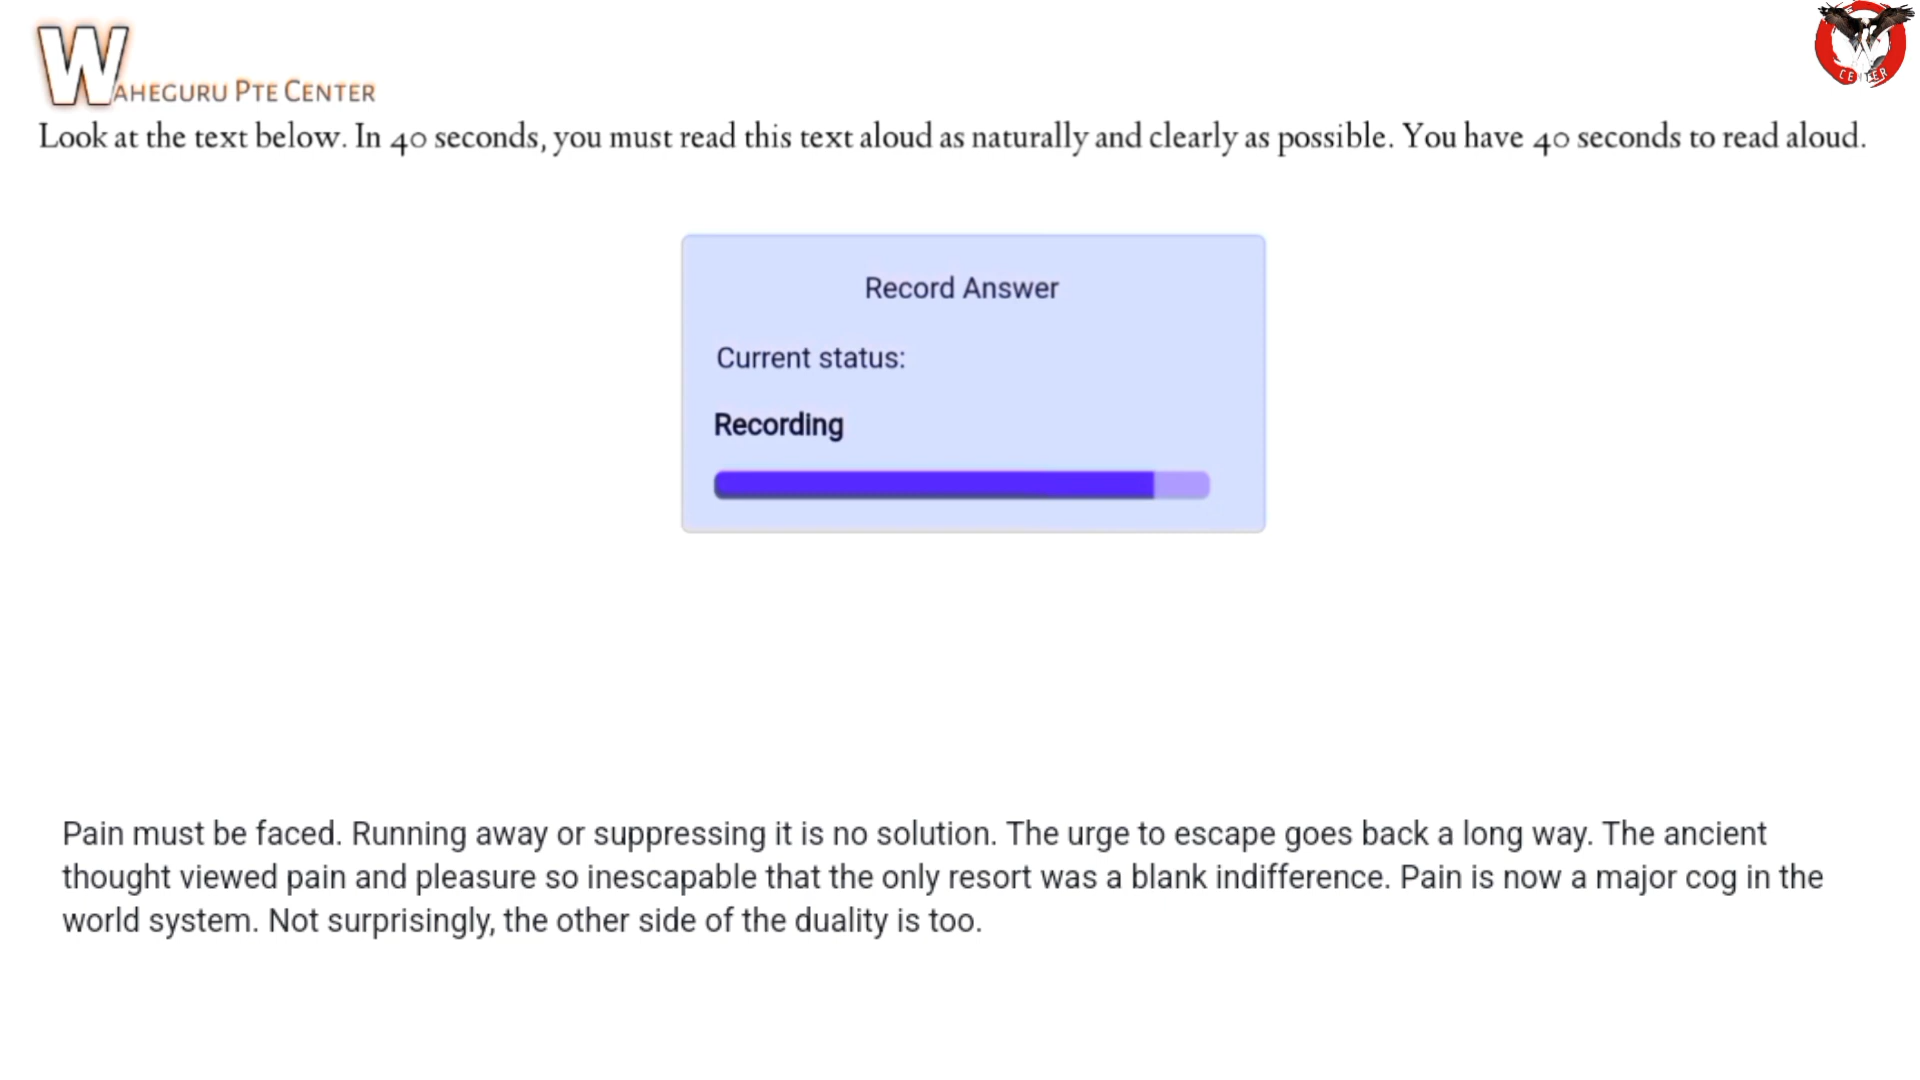 WAHEGURU PTE CENTER
CENTER
Look at the text below. In 40 seconds, you must read this text aloud as naturally and clearly as possible. You have 40 seconds to read aloud.
Record Answer
Current status:
Recording
Pain must be faced. Running away or suppressing it is no solution. The urge to escape goes back a long way. The ancient
thought viewed pain and pleasure so inescapable that the only resort was a blank indifference. Pain is now a major cog in the
world system. Not surprisingly, the other side of the duality is too.